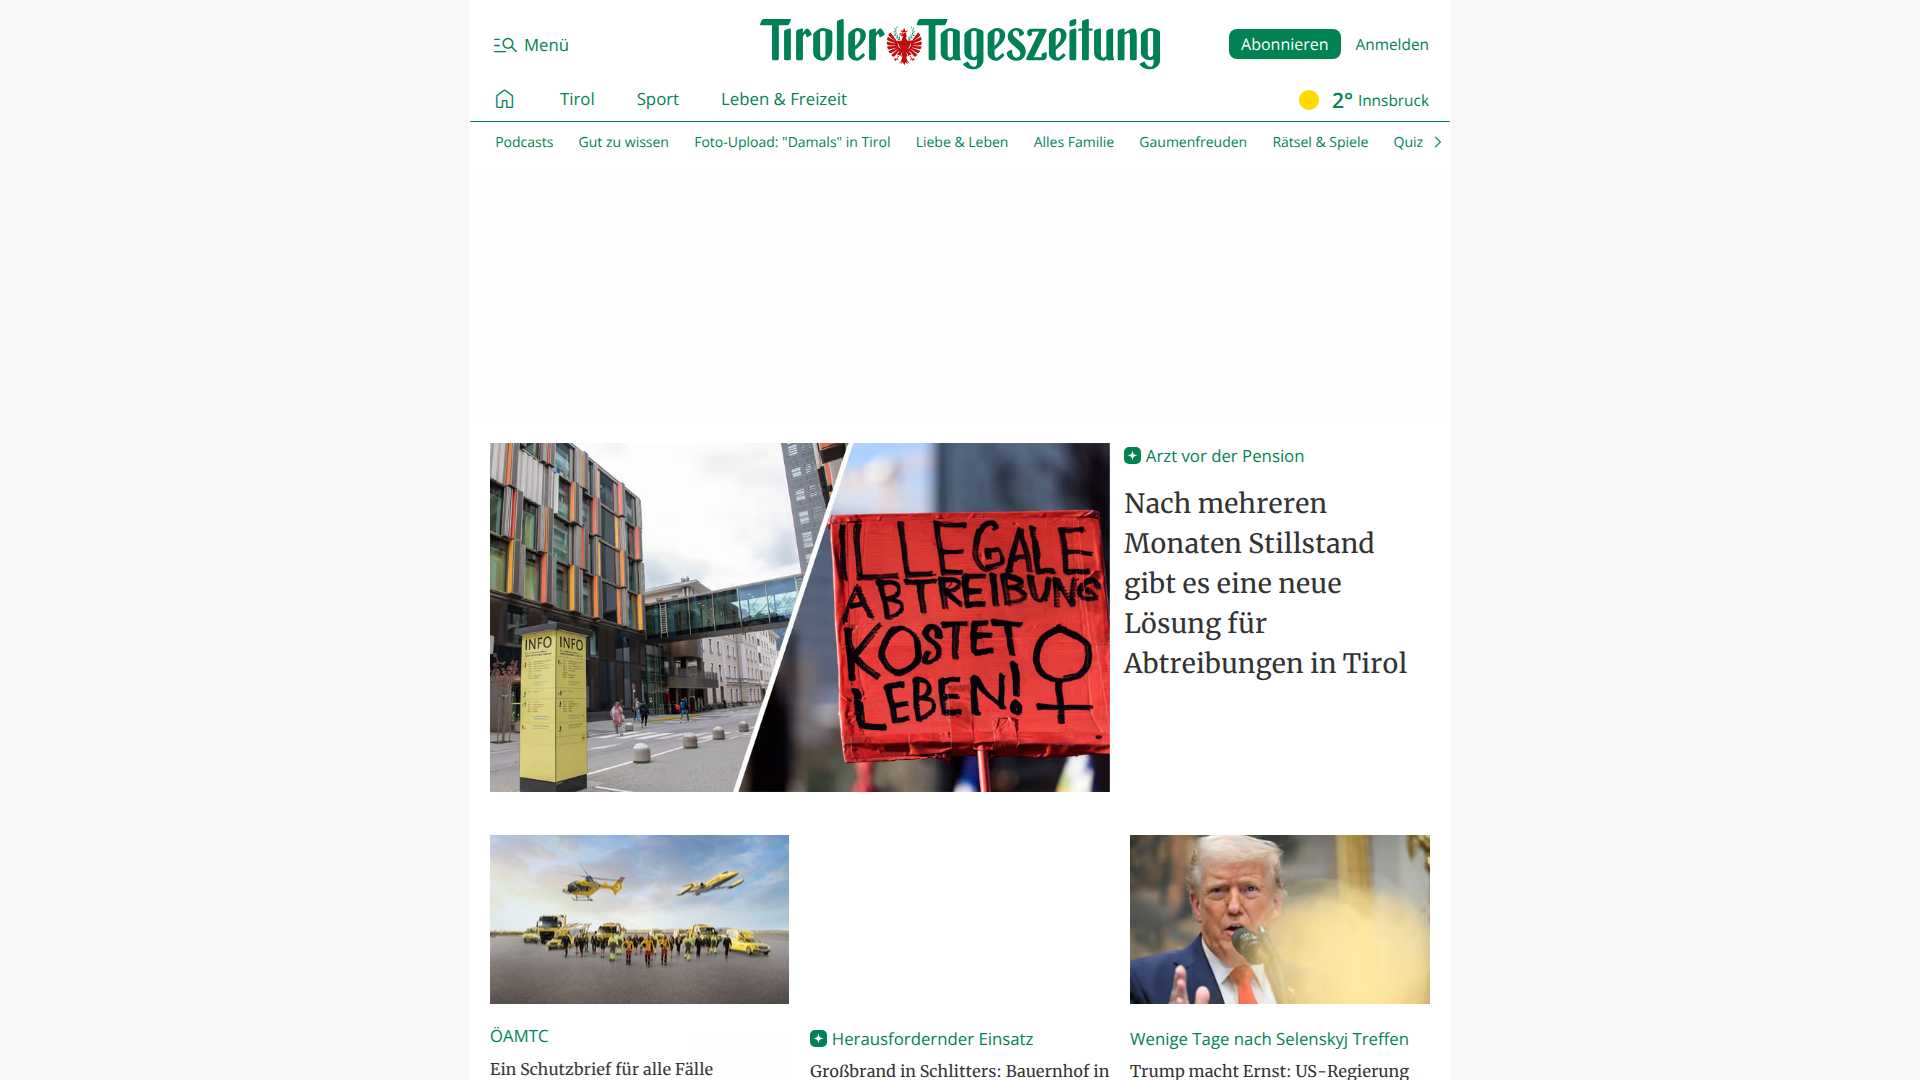 Menü
Tiroler Tageszeitung
Abonnieren
Anmelden
Tirol Sport Leben & Freizeit
2° Innsbruck
Podcasts Gut zu wissen Foto-Upload: "Damals" in Tirol Liebe & Leben Alles Familie Gaumenfreuden Rätsel & Spiele Quiz
INFO INFO
ILLEGALE
ABTREIBUNG
KOSTET
LEBEN!
Arzt vor der Pension
Nach mehreren
Monaten Stillstand
gibt es eine neue
Lösung für
Abtreibungen in Tirol
ÖAMTC
Ein Schutzbrief für alle Fälle
Herausfordernder Einsatz
Großbrand in Schlitters: Bauernhof in
Wenige Tage nach Selenskyj Treffen
Trump macht Ernst: US-Regierung